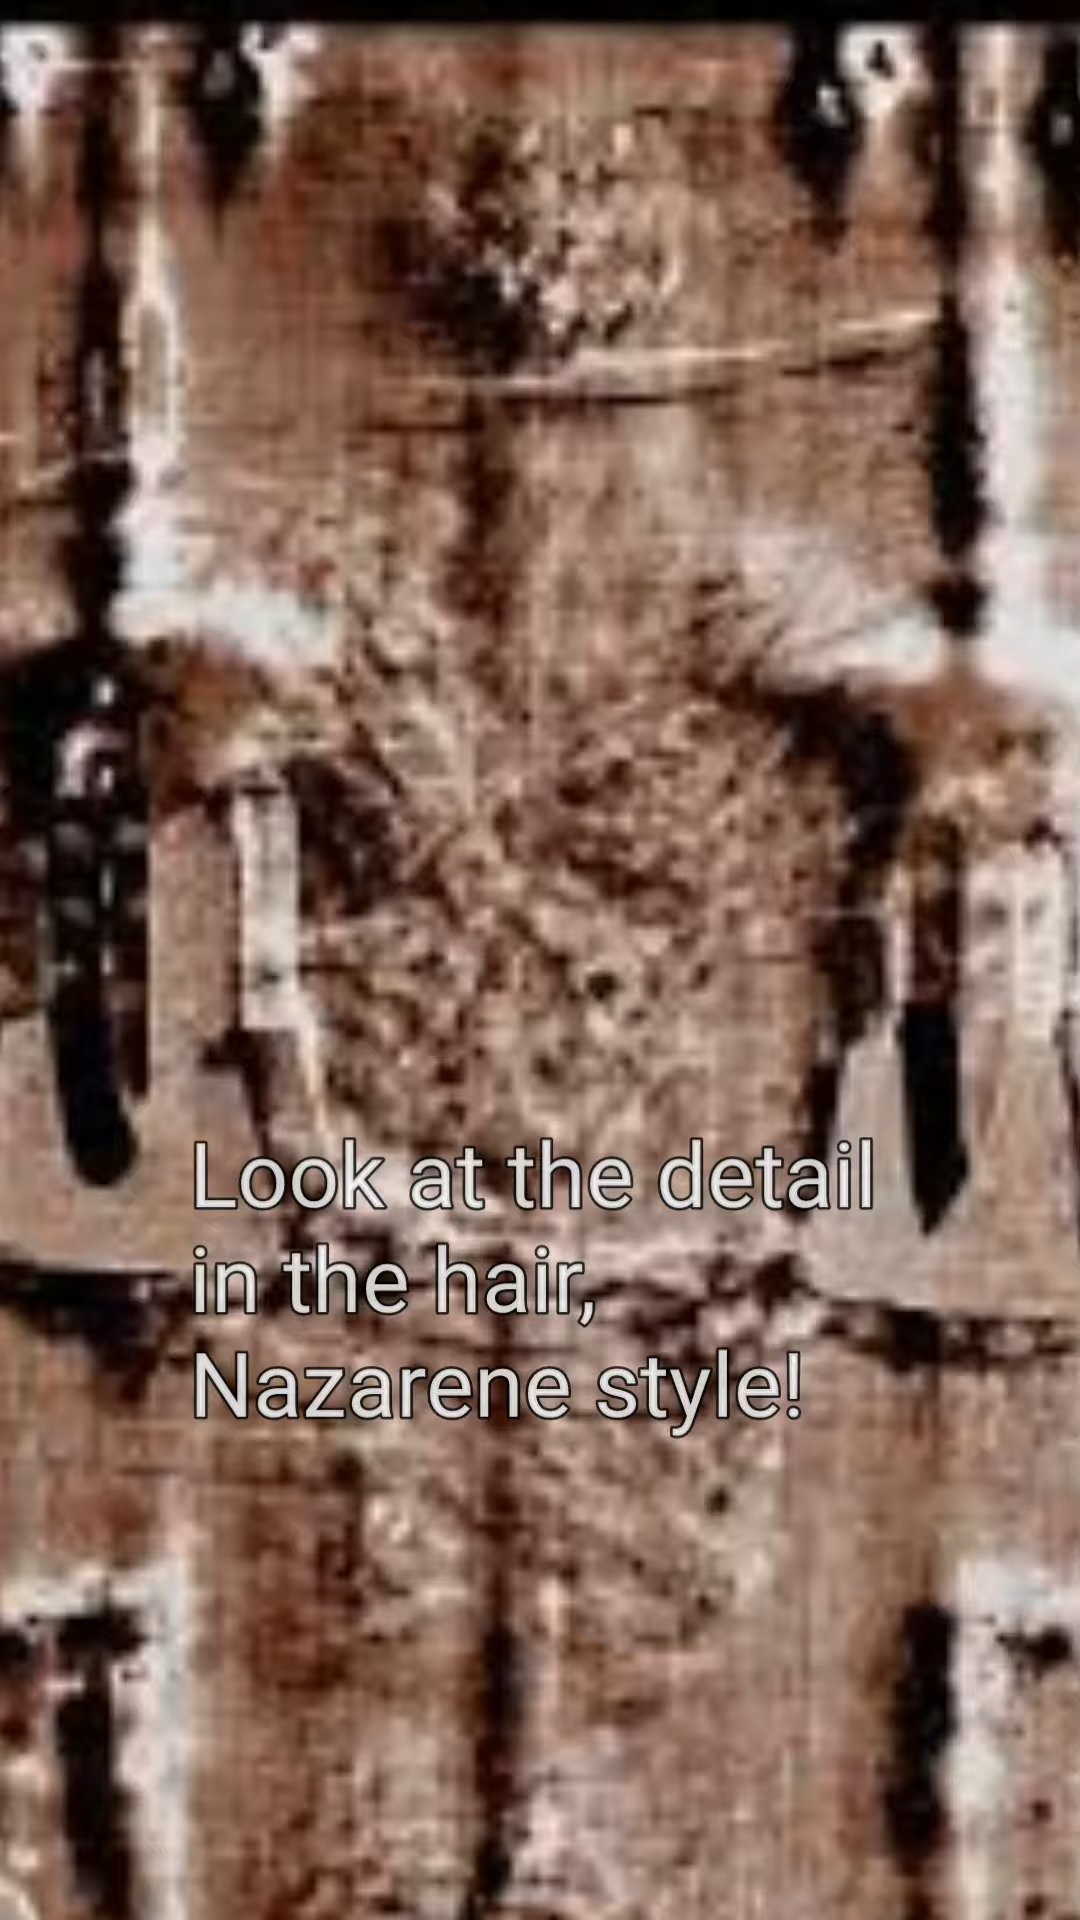 Look at the detail
in the hair,
Nazarene style!